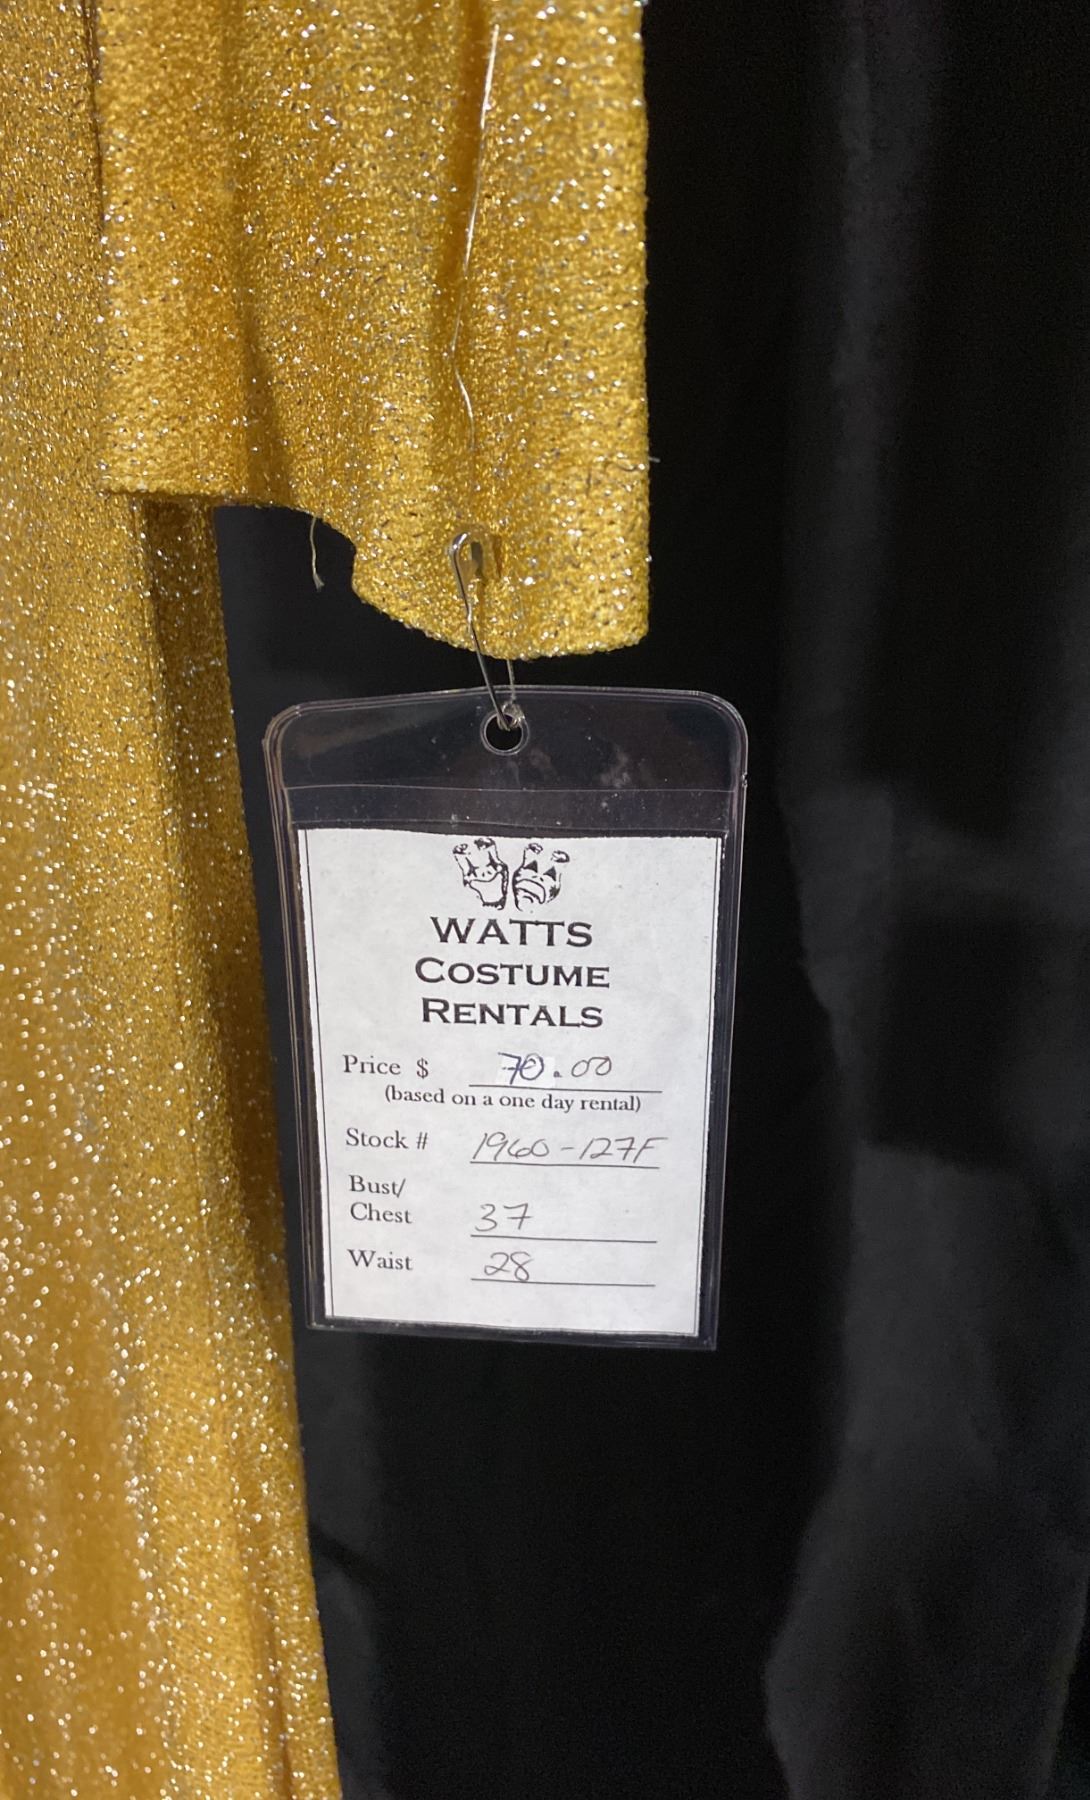 WATTS
COSTUME
RENTALS
Price $ 70.00
(based on a one day rental)
Stock # 1960-127F
Bust/
Chest 37
Waist 28